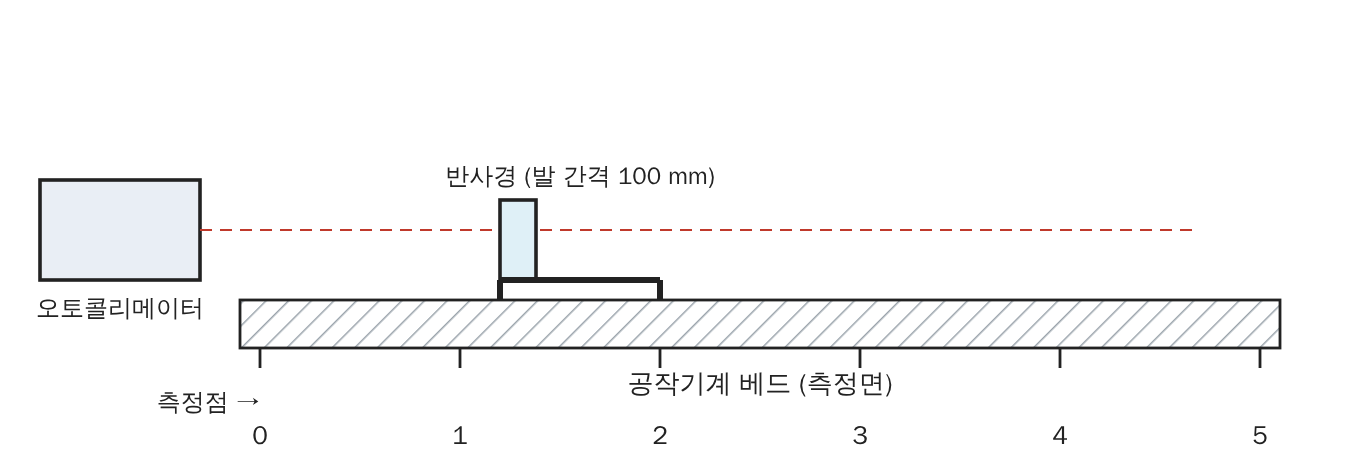 반사경 (발 간격 100 mm)
오토콜리메이터
공작기계 베드 (측정면)
측정점 →
0 1 2 3 4 5